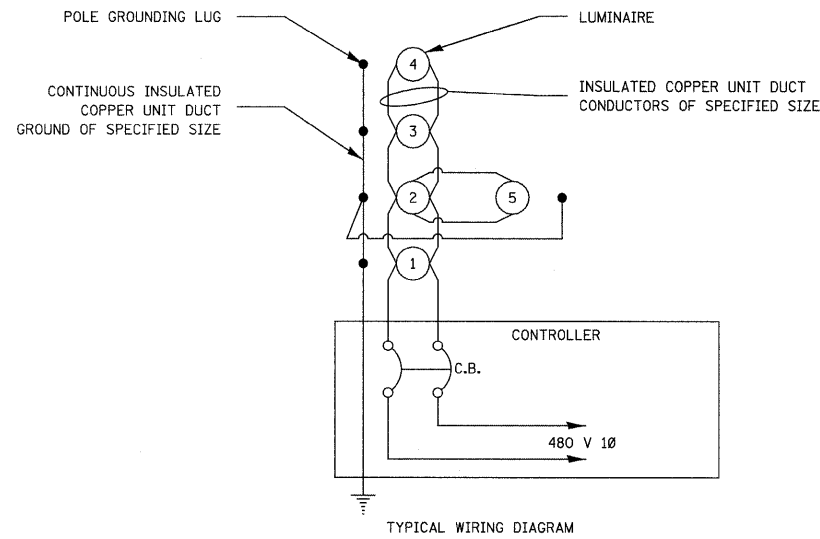 POLE GROUNDING LUG
LUMINAIRE
4
CONTINUOUS INSULATED
COPPER UNIT DUCT
GROUND OF SPECIFIED SIZE
INSULATED COPPER UNIT DUCT
CONDUCTORS OF SPECIFIED SIZE
3
2
5
1
CONTROLLER
C.B.
480 V 1Ø
TYPICAL WIRING DIAGRAM